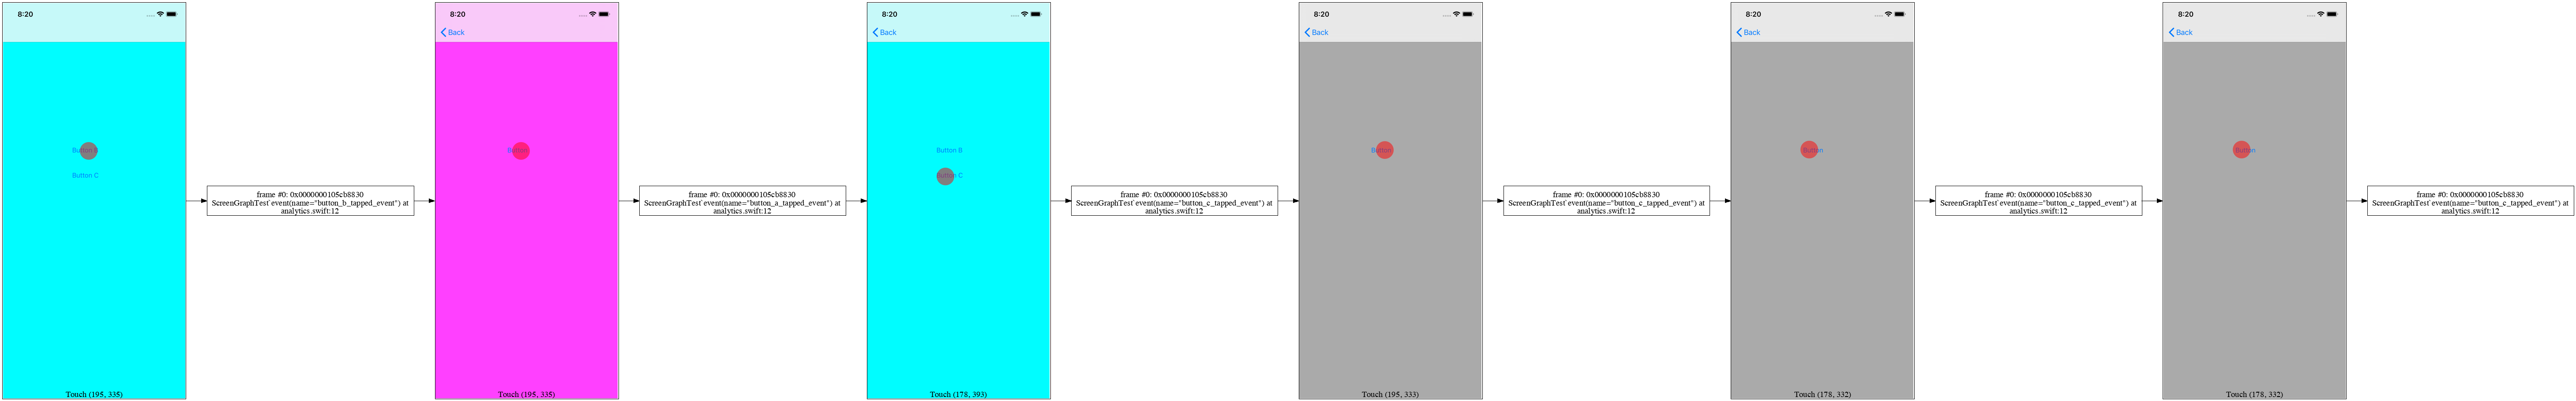 8:20
Button B
Button C
Touch (195, 335)
frame #0: 0x0000000105cb8830
ScreenGraphTest`event(name="button_b_tapped_event") at
analytics.swift:12
8:20
Back
Button
Touch (195, 335)
frame #0: 0x0000000105cb8830
ScreenGraphTest`event(name="button_a_tapped_event") at
analytics.swift:12
8:20
Back
Button B
Button C
Touch (178, 393)
frame #0: 0x0000000105cb8830
ScreenGraphTest`event(name="button_c_tapped_event") at
analytics.swift:12
8:20
Back
Button
Touch (195, 333)
frame #0: 0x0000000105cb8830
ScreenGraphTest`event(name="button_c_tapped_event") at
analytics.swift:12
8:20
Back
Button
Touch (178, 332)
frame #0: 0x0000000105cb8830
ScreenGraphTest`event(name="button_c_tapped_event") at
analytics.swift:12
8:20
Back
Button
Touch (178, 332)
frame #0: 0x0000000105cb8830
ScreenGraphTest`event(name="button_c_tapped_event") at
analytics.swift:12